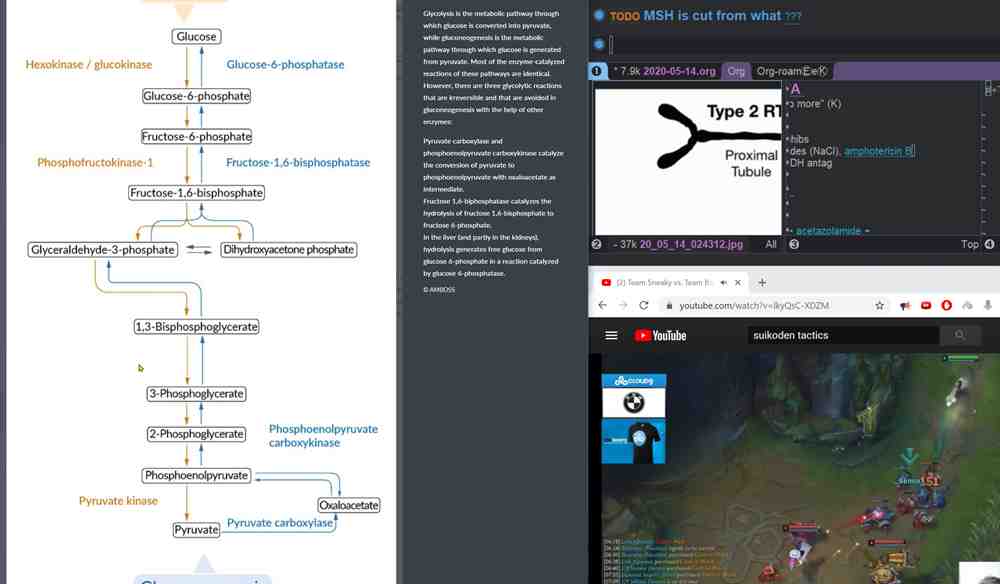 Glucose
Hexokinase / glucokinase
Glucose-6-phosphatase
Glucose-6-phosphate
Fructose-6-phosphate
Phosphofructokinase-1
Fructose-1,6-bisphosphatase
Fructose-1,6-bisphosphate
Glyceraldehyde-3-phosphate
Dihydroxyacetone phosphate
1,3-Bisphosphoglycerate
3-Phosphoglycerate
2-Phosphoglycerate
Phosphoenolpyruvate
carboxykinase
Phosphoenolpyruvate
Pyruvate kinase
Oxaloacetate
Pyruvate carboxylase
Pyruvate
Glycolysis is the metabolic pathway through
which glucose is converted into pyruvate,
while gluconeogenesis is the metabolic
pathway through which glucose is generated
from pyruvate. Most of the enzyme-catalyzed
reactions of these pathways are identical.
However, there are three glycolytic reactions
that are irreversible and that are avoided in
gluconeogenesis with the help of other
enzymes:
Pyruvate carboxylase and
phosphoenolpyruvate carboxykinase catalyze
the conversion of pyruvate to
phosphoenolpyruvate with oxaloacetate as
intermediate.
Fructose 1,6-biphosphatase catalyzes the
hydrolysis of fructose 1,6-bisphosphate to
fructose 6-phosphate.
In the liver (and partly in the kidneys),
hydrolysis generates free glucose from
glucose 6-phosphate in a reaction catalyzed
by glucose 6-phosphatase.
© AMBOSS
TODO MSH is cut from what ???
1 * 7.9k 2020-05-14.org Org Org-roam
Type 2 RT
Proximal
Tubule
A
more" (K)
hibs
des (NaCl), amphotericin B
DH antag
acetazolamide
2 - 37k 20_05_14_024312.jpg All 3 Top 4
(2) Team Sneaky vs. Team
youtube.com/watch?v=lkyQsC-X0ZM
YouTube
suikoden tactics
CLOUD9
BMW
151